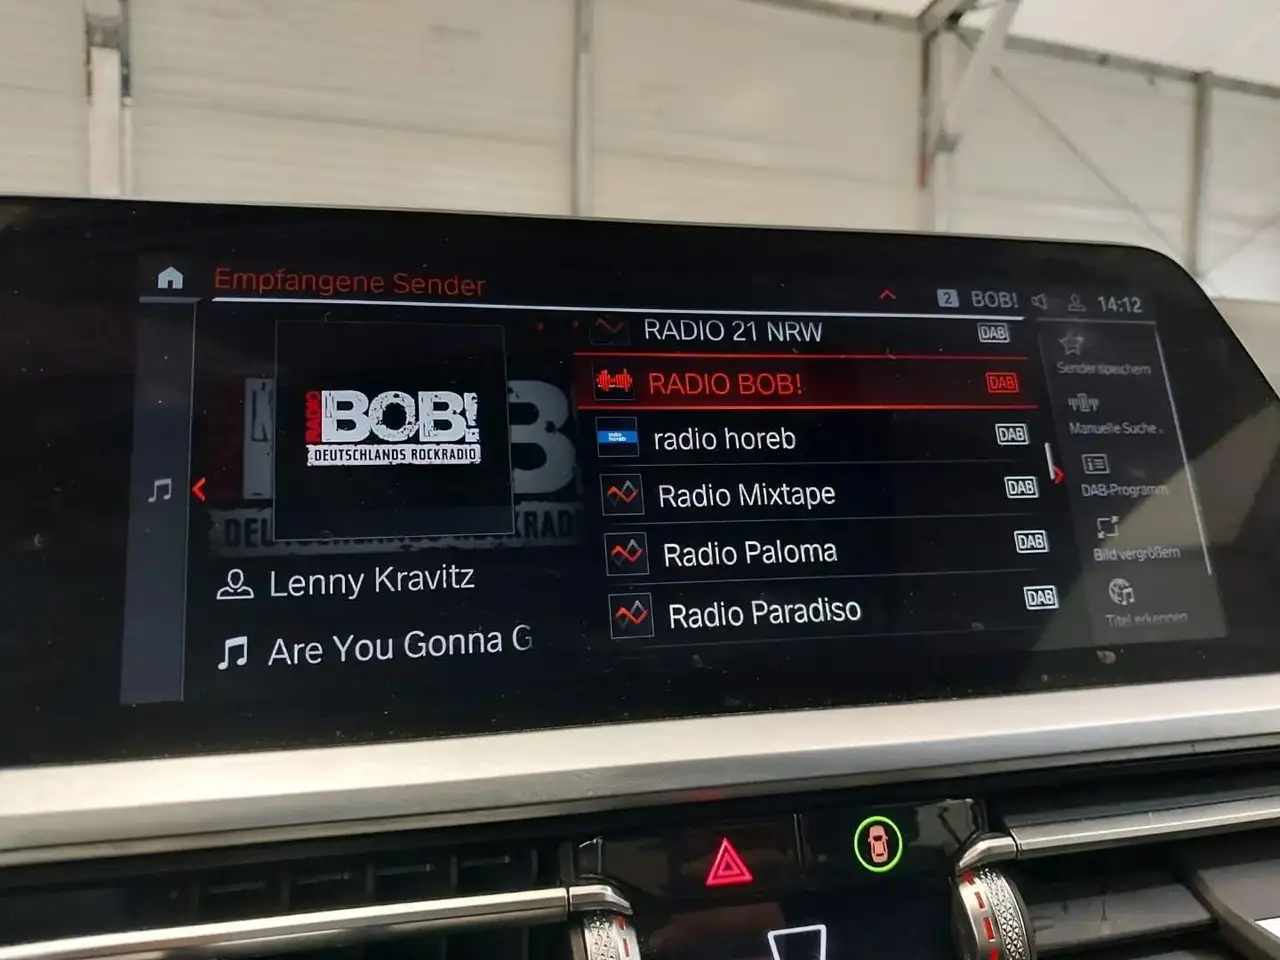 Empfangene Sender
2 BOB! 14:12
RADIO 21 NRW DAB
RADIO BOB! DAB
radio horeb DAB
Radio Mixtape DAB
Radio Paloma DAB
Radio Paradiso DAB
RADIO
BOB!
DEUTSCHLANDS ROCKRADIO
Lenny Kravitz
Are You Gonna G
Sender speichern
Manuelle Suche..
DAB-Programm
Bild vergrößern
Titel erkennen